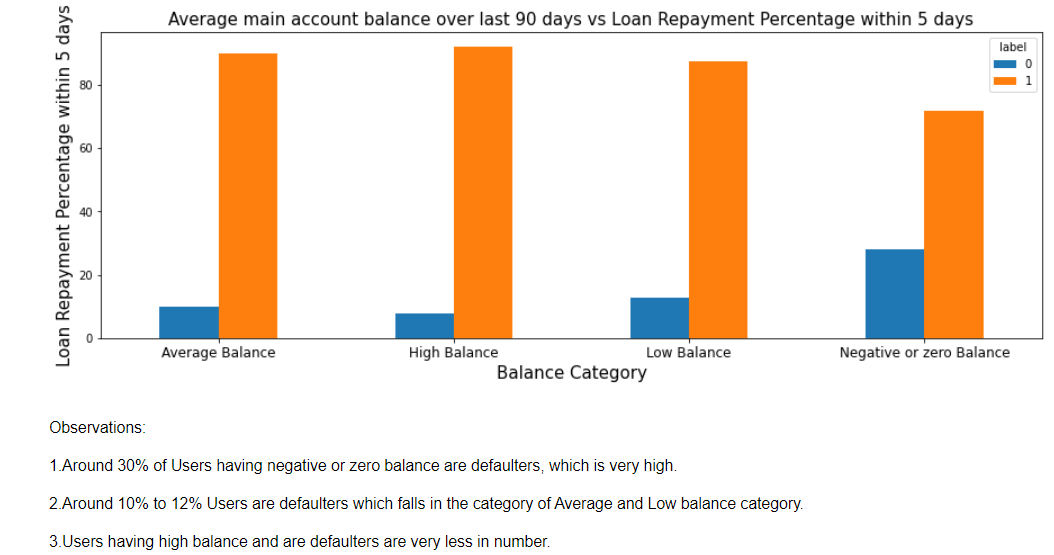 Average main account balance over last 90 days vs Loan Repayment Percentage within 5 days
Loan Repayment Percentage within 5 days
label
0
1
80
60
40
20
0
Average Balance
High Balance
Low Balance
Negative or zero Balance
Balance Category
Observations:
1.Around 30% of Users having negative or zero balance are defaulters, which is very high.
2.Around 10% to 12% Users are defaulters which falls in the category of Average and Low balance category.
3.Users having high balance and are defaulters are very less in number.